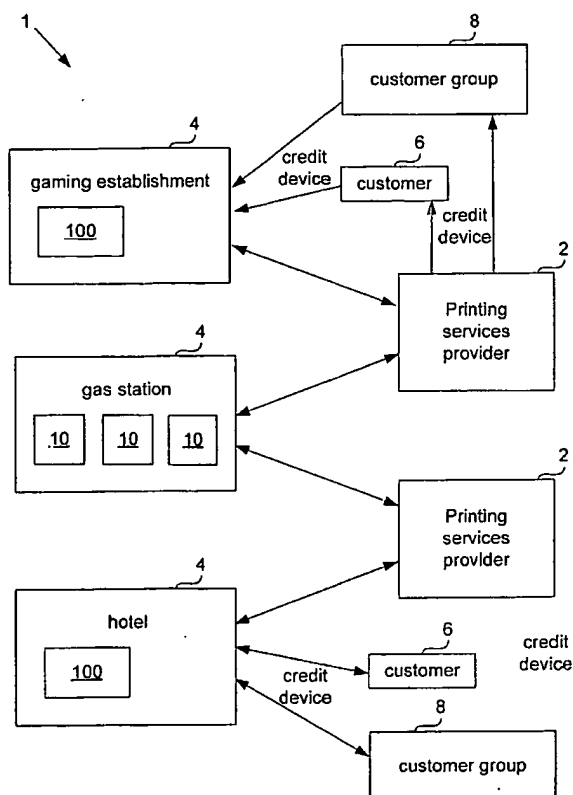 1
8
customer group
4
credit
device
6
gaming establishment
customer
100
credit
device
2
Printing
services
provider
4
gas station
10 10 10
2
Printing
services
provider
4
hotel
6
100
customer
credit
device
credit
device
8
customer group